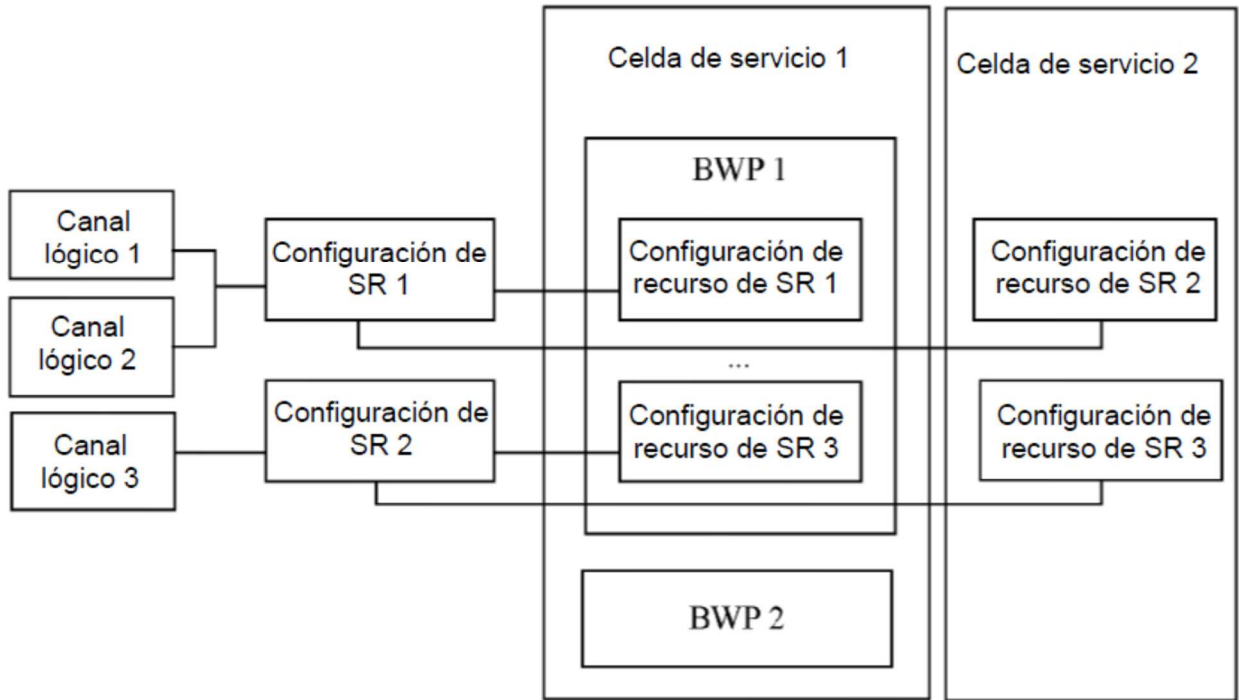 Celda de servicio 1
Celda de servicio 2
BWP 1
Canal
lógico 1
Configuración de
SR 1
Configuración de
recurso de SR 1
Configuración de
recurso de SR 2
Canal
lógico 2
...
Canal
lógico 3
Configuración de
SR 2
Configuración de
recurso de SR 3
Configuración de
recurso de SR 3
BWP 2